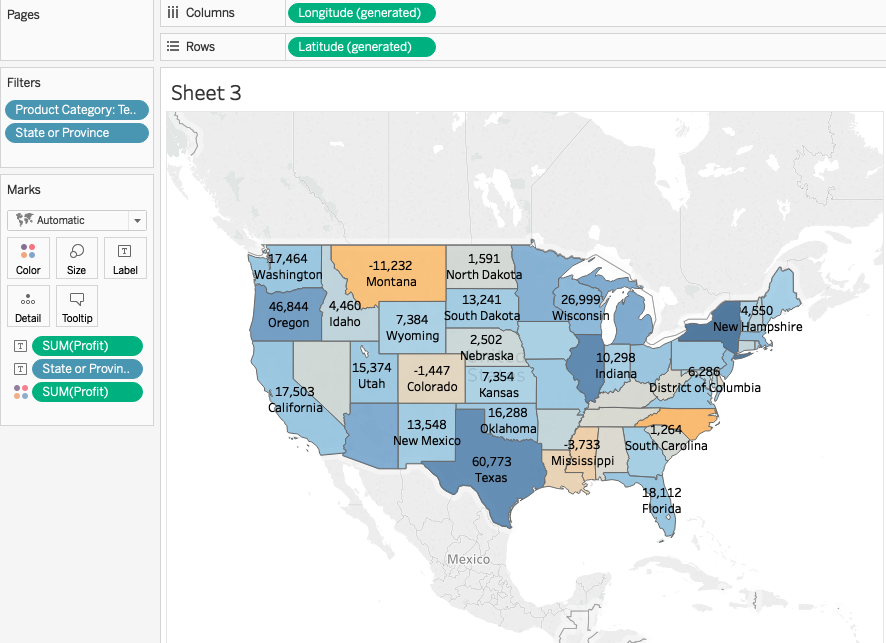 Pages
Columns
Longitude (generated)
Rows
Latitude (generated)
Filters
Product Category: Te..
State or Province
Marks
Automatic
Color
Size
Label
Detail
Tooltip
SUM(Profit)
State or Provin..
SUM(Profit)
Sheet 3
17,464
Washington
-11,232
Montana
1,591
North Dakota
46,844
Oregon
4,460
Idaho
7,384
Wyoming
13,241
South Dakota
26,999
Wisconsin
4,550
New Hampshire
2,502
Nebraska
15,374
Utah
-1,447
Colorado
7,354
Kansas
10,298
Indiana
6,286
District of Columbia
17,503
California
13,548
New Mexico
16,288
Oklahoma
-3,733
Mississippi
1,264
South Carolina
60,773
Texas
18,112
Florida
Mexico